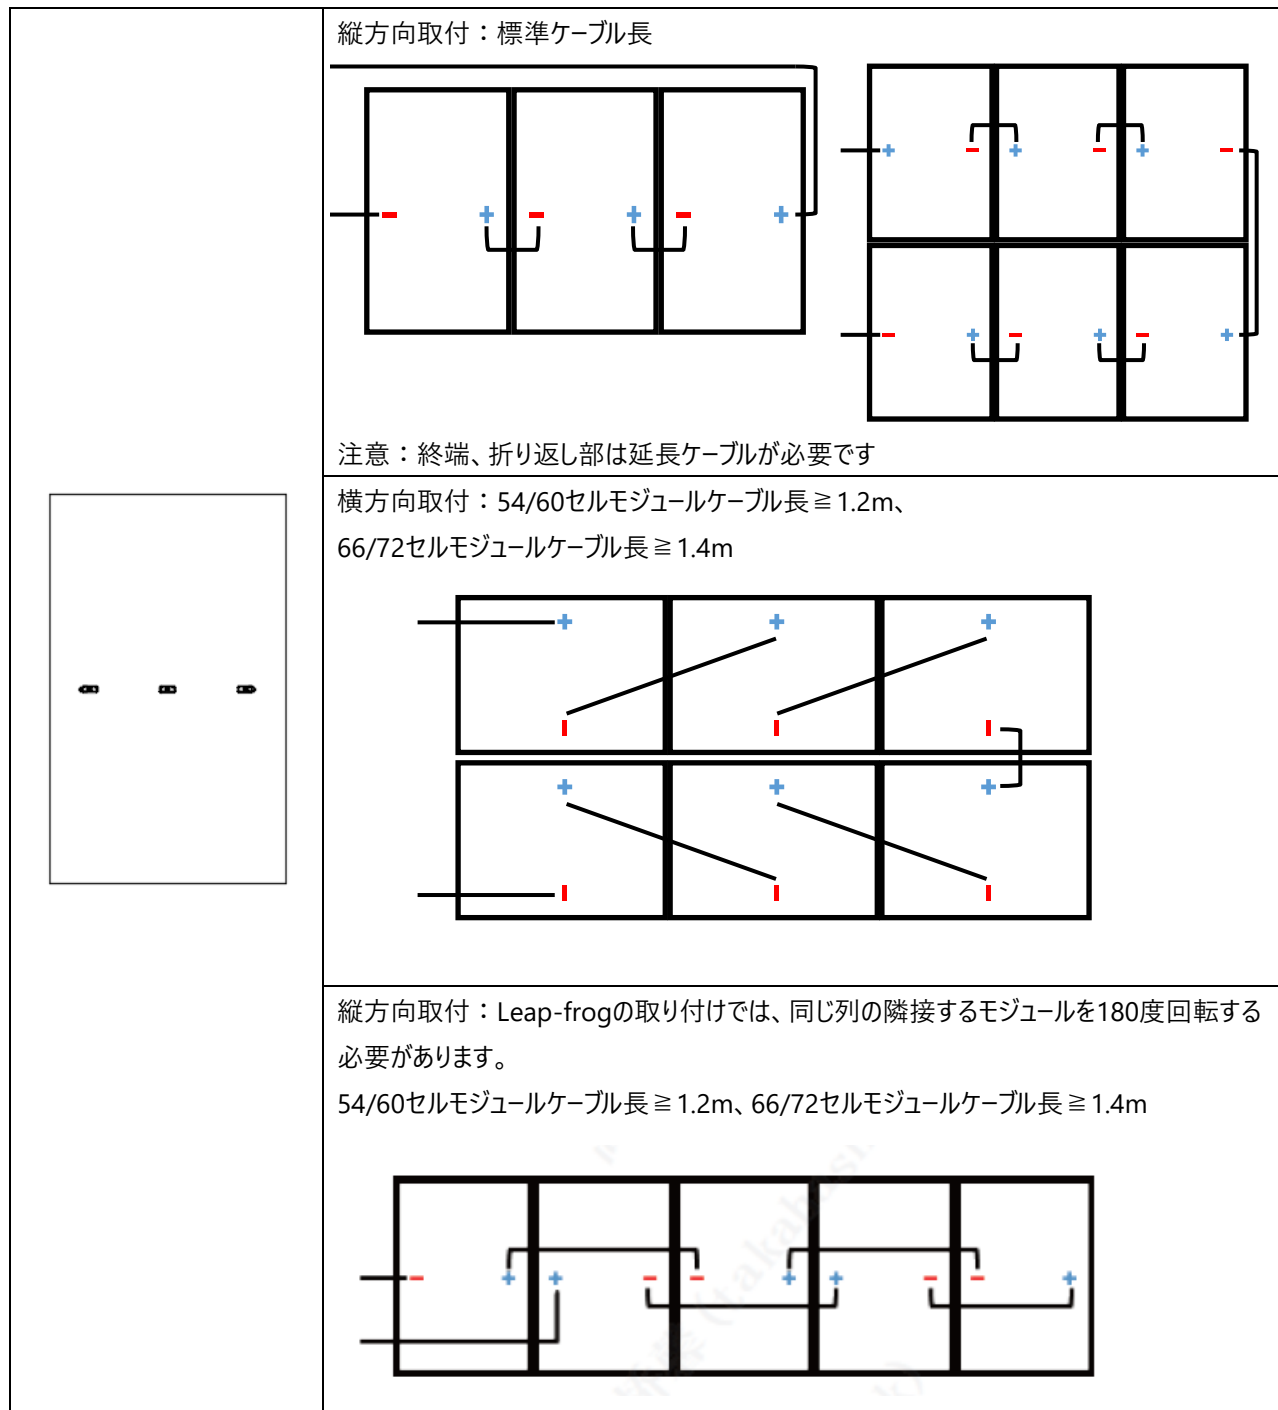 縦方向取付：標準ケーブル長
注意：終端、折り返し部は延長ケーブルが必要です
横方向取付：54/60セルモジュールケーブル長≧1.2m、
66/72セルモジュールケーブル長≧1.4m
縦方向取付：Leap-frogの取り付けでは、同じ列の隣接するモジュールを180度回転する
必要があります。
54/60セルモジュールケーブル長≧1.2m、66/72セルモジュールケーブル長≧1.4m